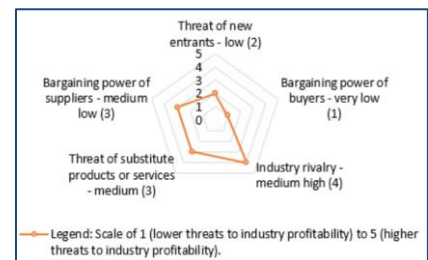 Threat of new
entrants - low (2)
5
4
3
2
1
0
Bargaining power of
buyers - very low
(1)
Industry rivalry -
medium high (4)
Threat of substitute
products or services
- medium (3)
Bargaining power of
suppliers - medium
low (3)
Legend: Scale of 1 (lower threats to industry profitability) to 5 (higher
threats to industry profitability).